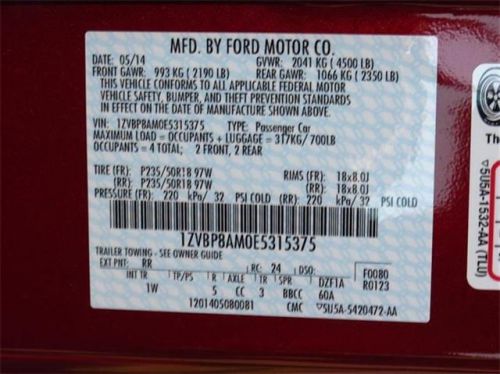 MFD. BY FORD MOTOR CO.
DATE: 05/14 GVWR: 2041 KG (4500 LB)
FRONT GAWR: 993 KG (2190 LB) REAR GAWR: 1066 KG (2350 LB)
THIS VEHICLE CONFORMS TO ALL APPLICABLE FEDERAL MOTOR
VEHICLE SAFETY, BUMPER, AND THEFT PREVENTION STANDARDS
IN EFFECT ON THE DATE OF MANUFACTURE SHOWN ABOVE.
VIN: 1ZVBP8AM0E5315375 TYPE: Passenger Car
MAXIMUM LOAD = OCCUPANTS + LUGGAGE = 317KG/700LB
OCCUPANTS = 4 TOTAL; 2 FRONT, 2 REAR
TIRE (FR): P235/50R18 97W RIMS (FR): 18x8.0J
(RR): P235/50R18 97W (RR): 18x8.0J
PRESSURE (FR): 220 kPa/ 32 PSI COLD (RR): 220 kPa/ 32 PSI COLD
1ZVBP8AM0E5315375
TRAILER TOWING - SEE OWNER GUIDE
EXT PNT: RR RC: 24 DSO: F0080
INT TR TP/PS R AXLE TR SPR R0123
1W 5 CC 3 BBCC 60A DZF1A
1201405080081 CMC 5U5A-5420472-AA
Th
5U5A-1532-AA (TLU)